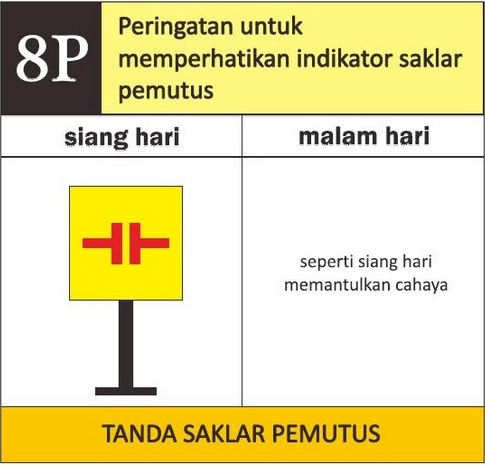 8P
Peringatan untuk
memperhatikan indikator saklar
pemutus
siang hari
malam hari
seperti siang hari
memantulkan cahaya
TANDA SAKLAR PEMUTUS